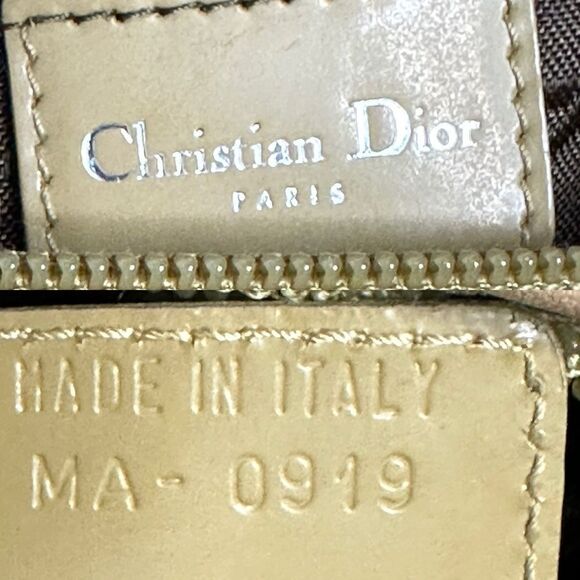 Christian Dior
PARIS
MADE IN ITALY
MA - 0919